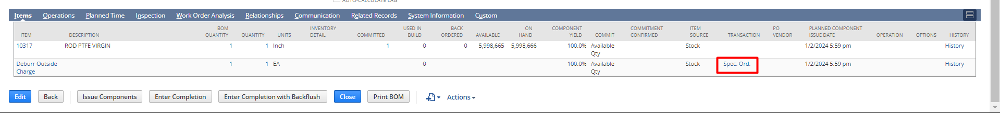 AUTO-CALCULATE LAG
Items Operations Planned Time Inspection Work Order Analysis Relationships Communication Related Records System Information Custom
ITEM DESCRIPTION BOM QUANTITY QUANTITY UNITS INVENTORY DETAIL COMMITTED USED IN BUILD BACK ORDERED AVAILABLE ON HAND COMPONENT YIELD COMMIT COMMITMENT CONFIRMED ITEM SOURCE TRANSACTION PO VENDOR PLANNED COMPONENT ISSUE DATE OPERATION OPTIONS HISTORY
10317 ROD PTFE VIRGIN 1 1 Inch 1 0 0 5,998,665 5,998,666 100.0% Available Qty Stock 1/2/2024 5:59 pm History
Deburr Outside Charge 1 1 EA 0 100.0% Available Qty Stock Spec. Ord. 1/2/2024 5:59 pm History
Edit Back Issue Components Enter Completion Enter Completion with Backflush Close Print BOM Actions